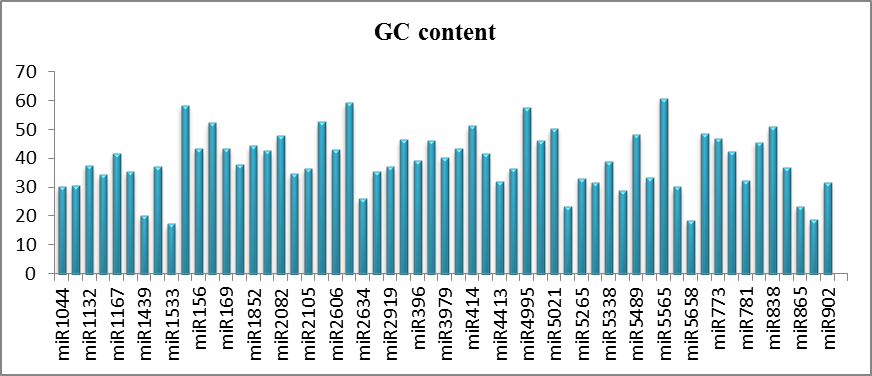 GC content
70
60
50
40
30
20
10
0
miR1044
miR1132
miR1167
miR1439
miR1533
miR156
miR169
miR1852
miR2082
miR2105
miR2606
miR2634
miR2919
miR396
miR3979
miR414
miR4413
miR4995
miR5021
miR5265
miR5338
miR5489
miR5565
miR5658
miR773
miR781
miR838
miR865
miR902